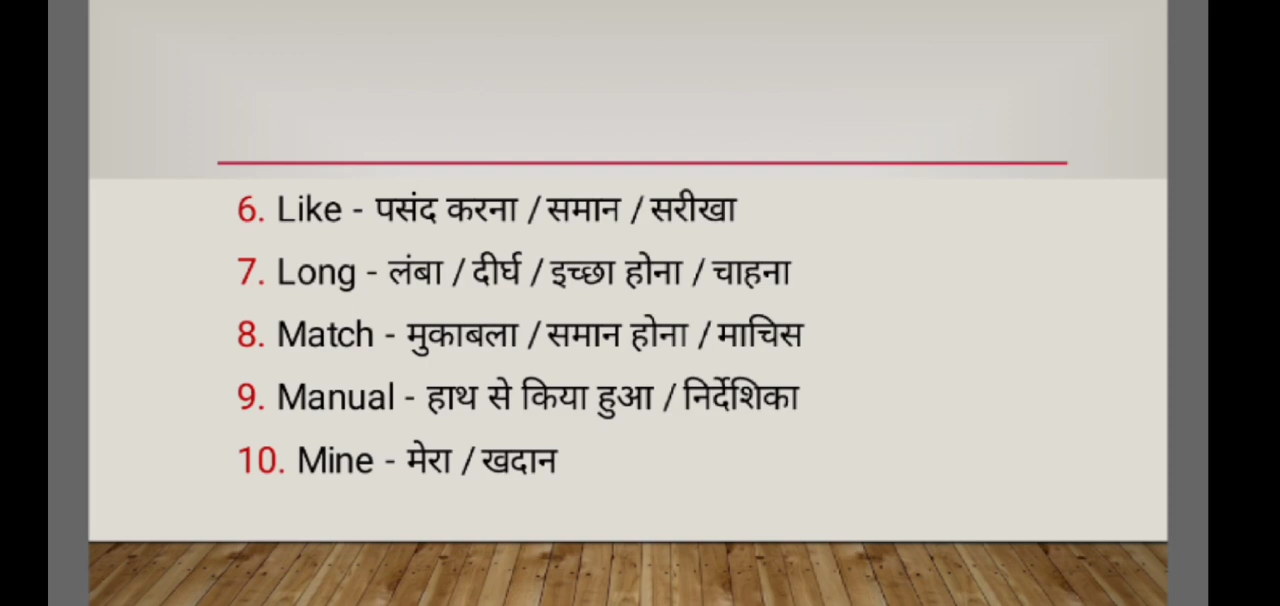 6. Like - पसंद करना / समान / सरीखा
7. Long - लंबा / दीर्घ / इच्छा होना / चाहना
8. Match - मुकाबला / समान होना / माचिस
9. Manual - हाथ से किया हुआ / निर्देशिका
10. Mine - मेरा / खदान